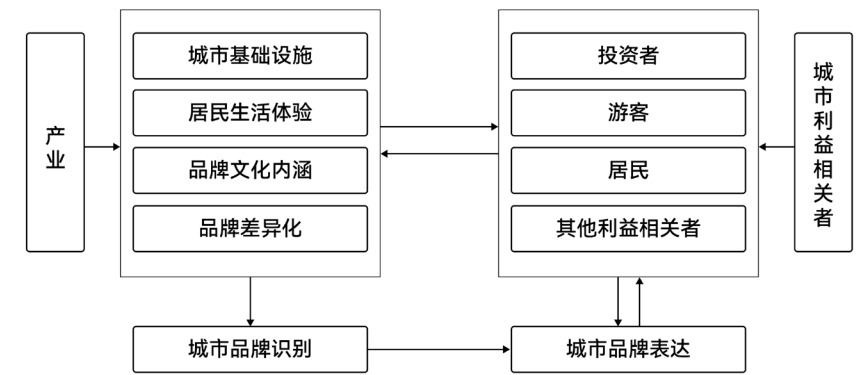 产业
城市基础设施
居民生活体验
品牌文化内涵
品牌差异化
投资者
游客
居民
其他利益相关者
城市利益相关者
城市品牌识别
城市品牌表达